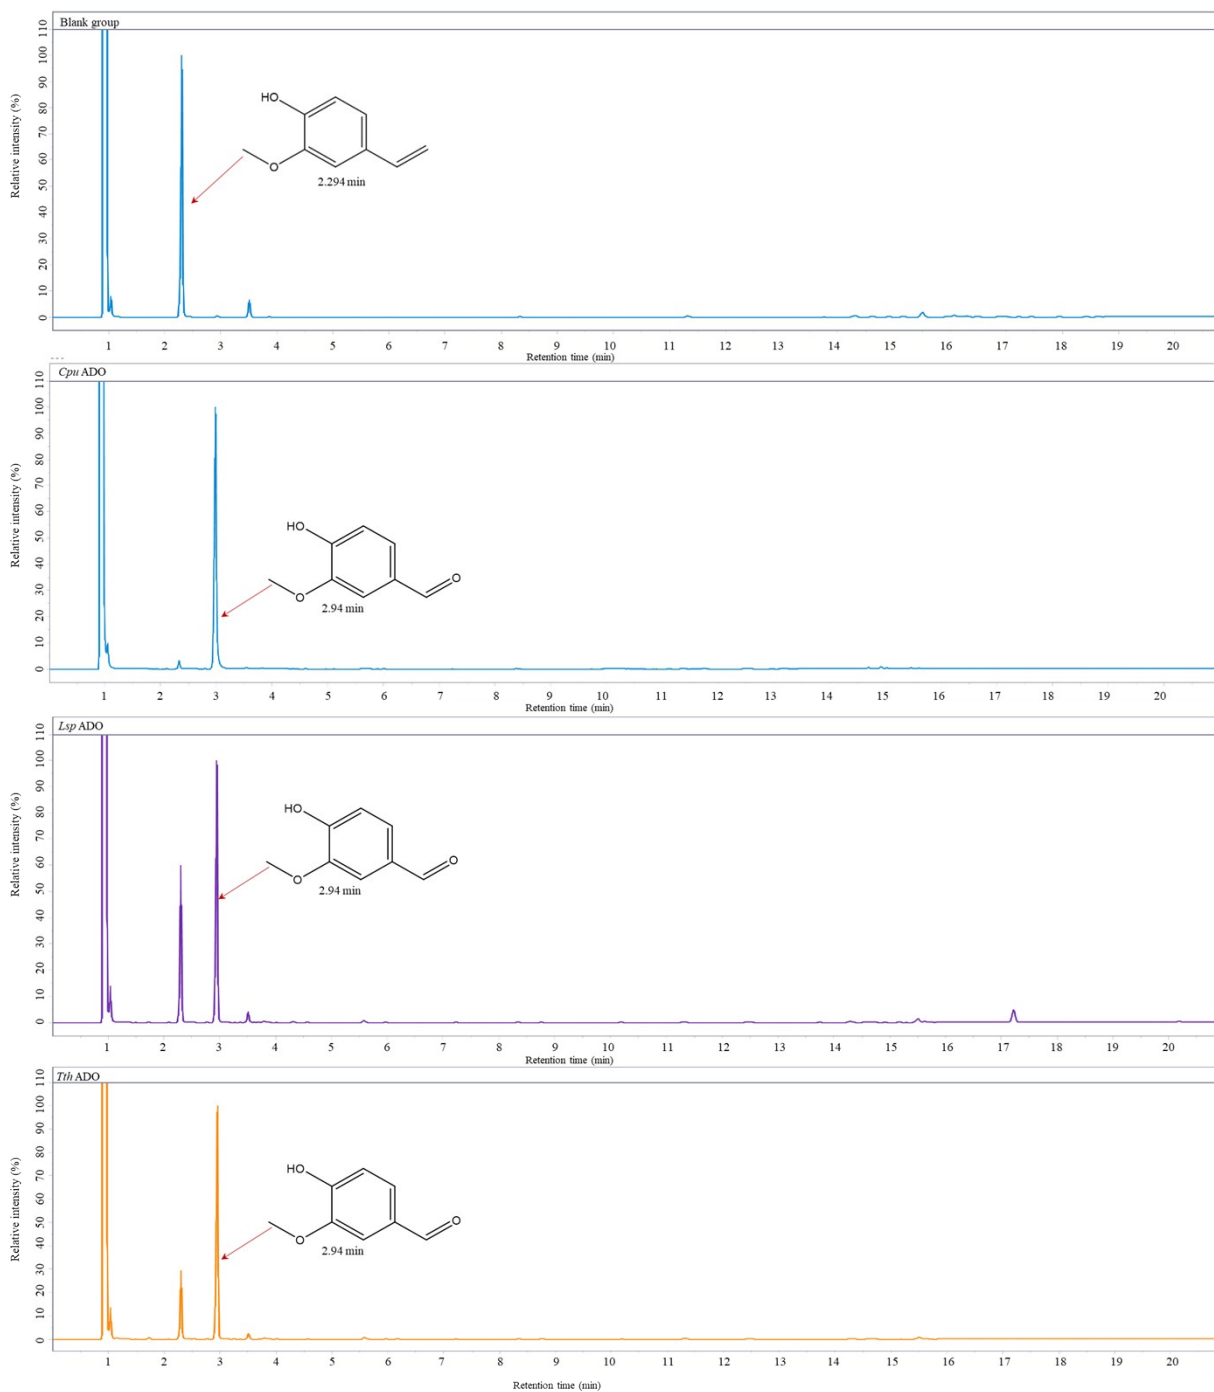 Blank group
Relative intensity (%)
110
100
90
80
70
60
50
40
30
20
10
0
HO
O
2.294 min
1 2 3 4 5 6 7 8 9 10 11 12 13 14 15 16 17 18 19 20
Retention time (min)
Cpu ADO
Relative intensity (%)
110
100
90
80
70
60
50
40
30
20
10
0
HO
O
O
2.94 min
1 2 3 4 5 6 7 8 9 10 11 12 13 14 15 16 17 18 19 20
Retention time (min)
Lsp ADO
Relative intensity (%)
110
100
90
80
70
60
50
40
30
20
10
0
HO
O
O
2.94 min
1 2 3 4 5 6 7 8 9 10 11 12 13 14 15 16 17 18 19 20
Retention time (min)
Tth ADO
Relative intensity (%)
110
100
90
80
70
60
50
40
30
20
10
0
HO
O
O
2.94 min
1 2 3 4 5 6 7 8 9 10 11 12 13 14 15 16 17 18 19 20
Retention time (min)